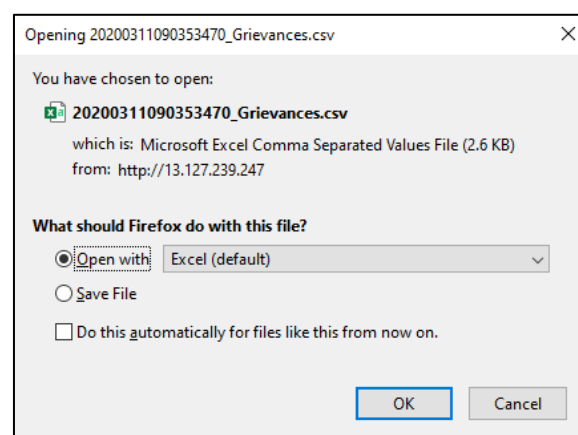 Opening 20200311090353470_Grievances.csv
You have chosen to open:
20200311090353470_Grievances.csv
which is: Microsoft Excel Comma Separated Values File (2.6 KB)
from: http://13.127.239.247
What should Firefox do with this file?
Open with Excel (default)
Save File
Do this automatically for files like this from now on.
OK Cancel